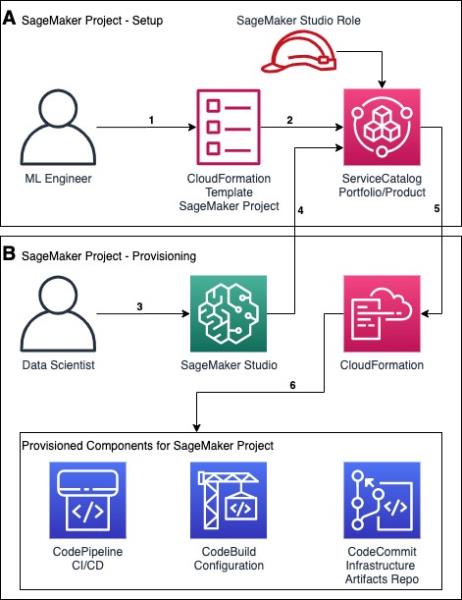 A SageMaker Project - Setup
SageMaker Studio Role
1
2
ML Engineer
CloudFormation
Template
SageMaker Project
ServiceCatalog
Portfolio/Product
4
5
B SageMaker Project - Provisioning
3
Data Scientist
SageMaker Studio
CloudFormation
6
Provisioned Components for SageMaker Project
</>
</>
</>
CodePipeline
CI/CD
CodeBuild
Configuration
CodeCommit
Infrastructure
Artifacts Repo